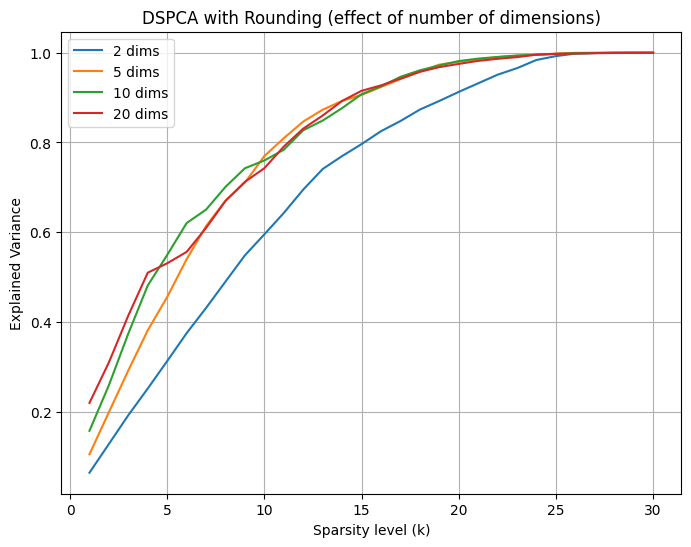 DSPCA with Rounding (effect of number of dimensions)
2 dims
5 dims
10 dims
20 dims
1.0
0.8
0.6
0.4
0.2
Explained Variance
0
5
10
15
20
25
30
Sparsity level (k)